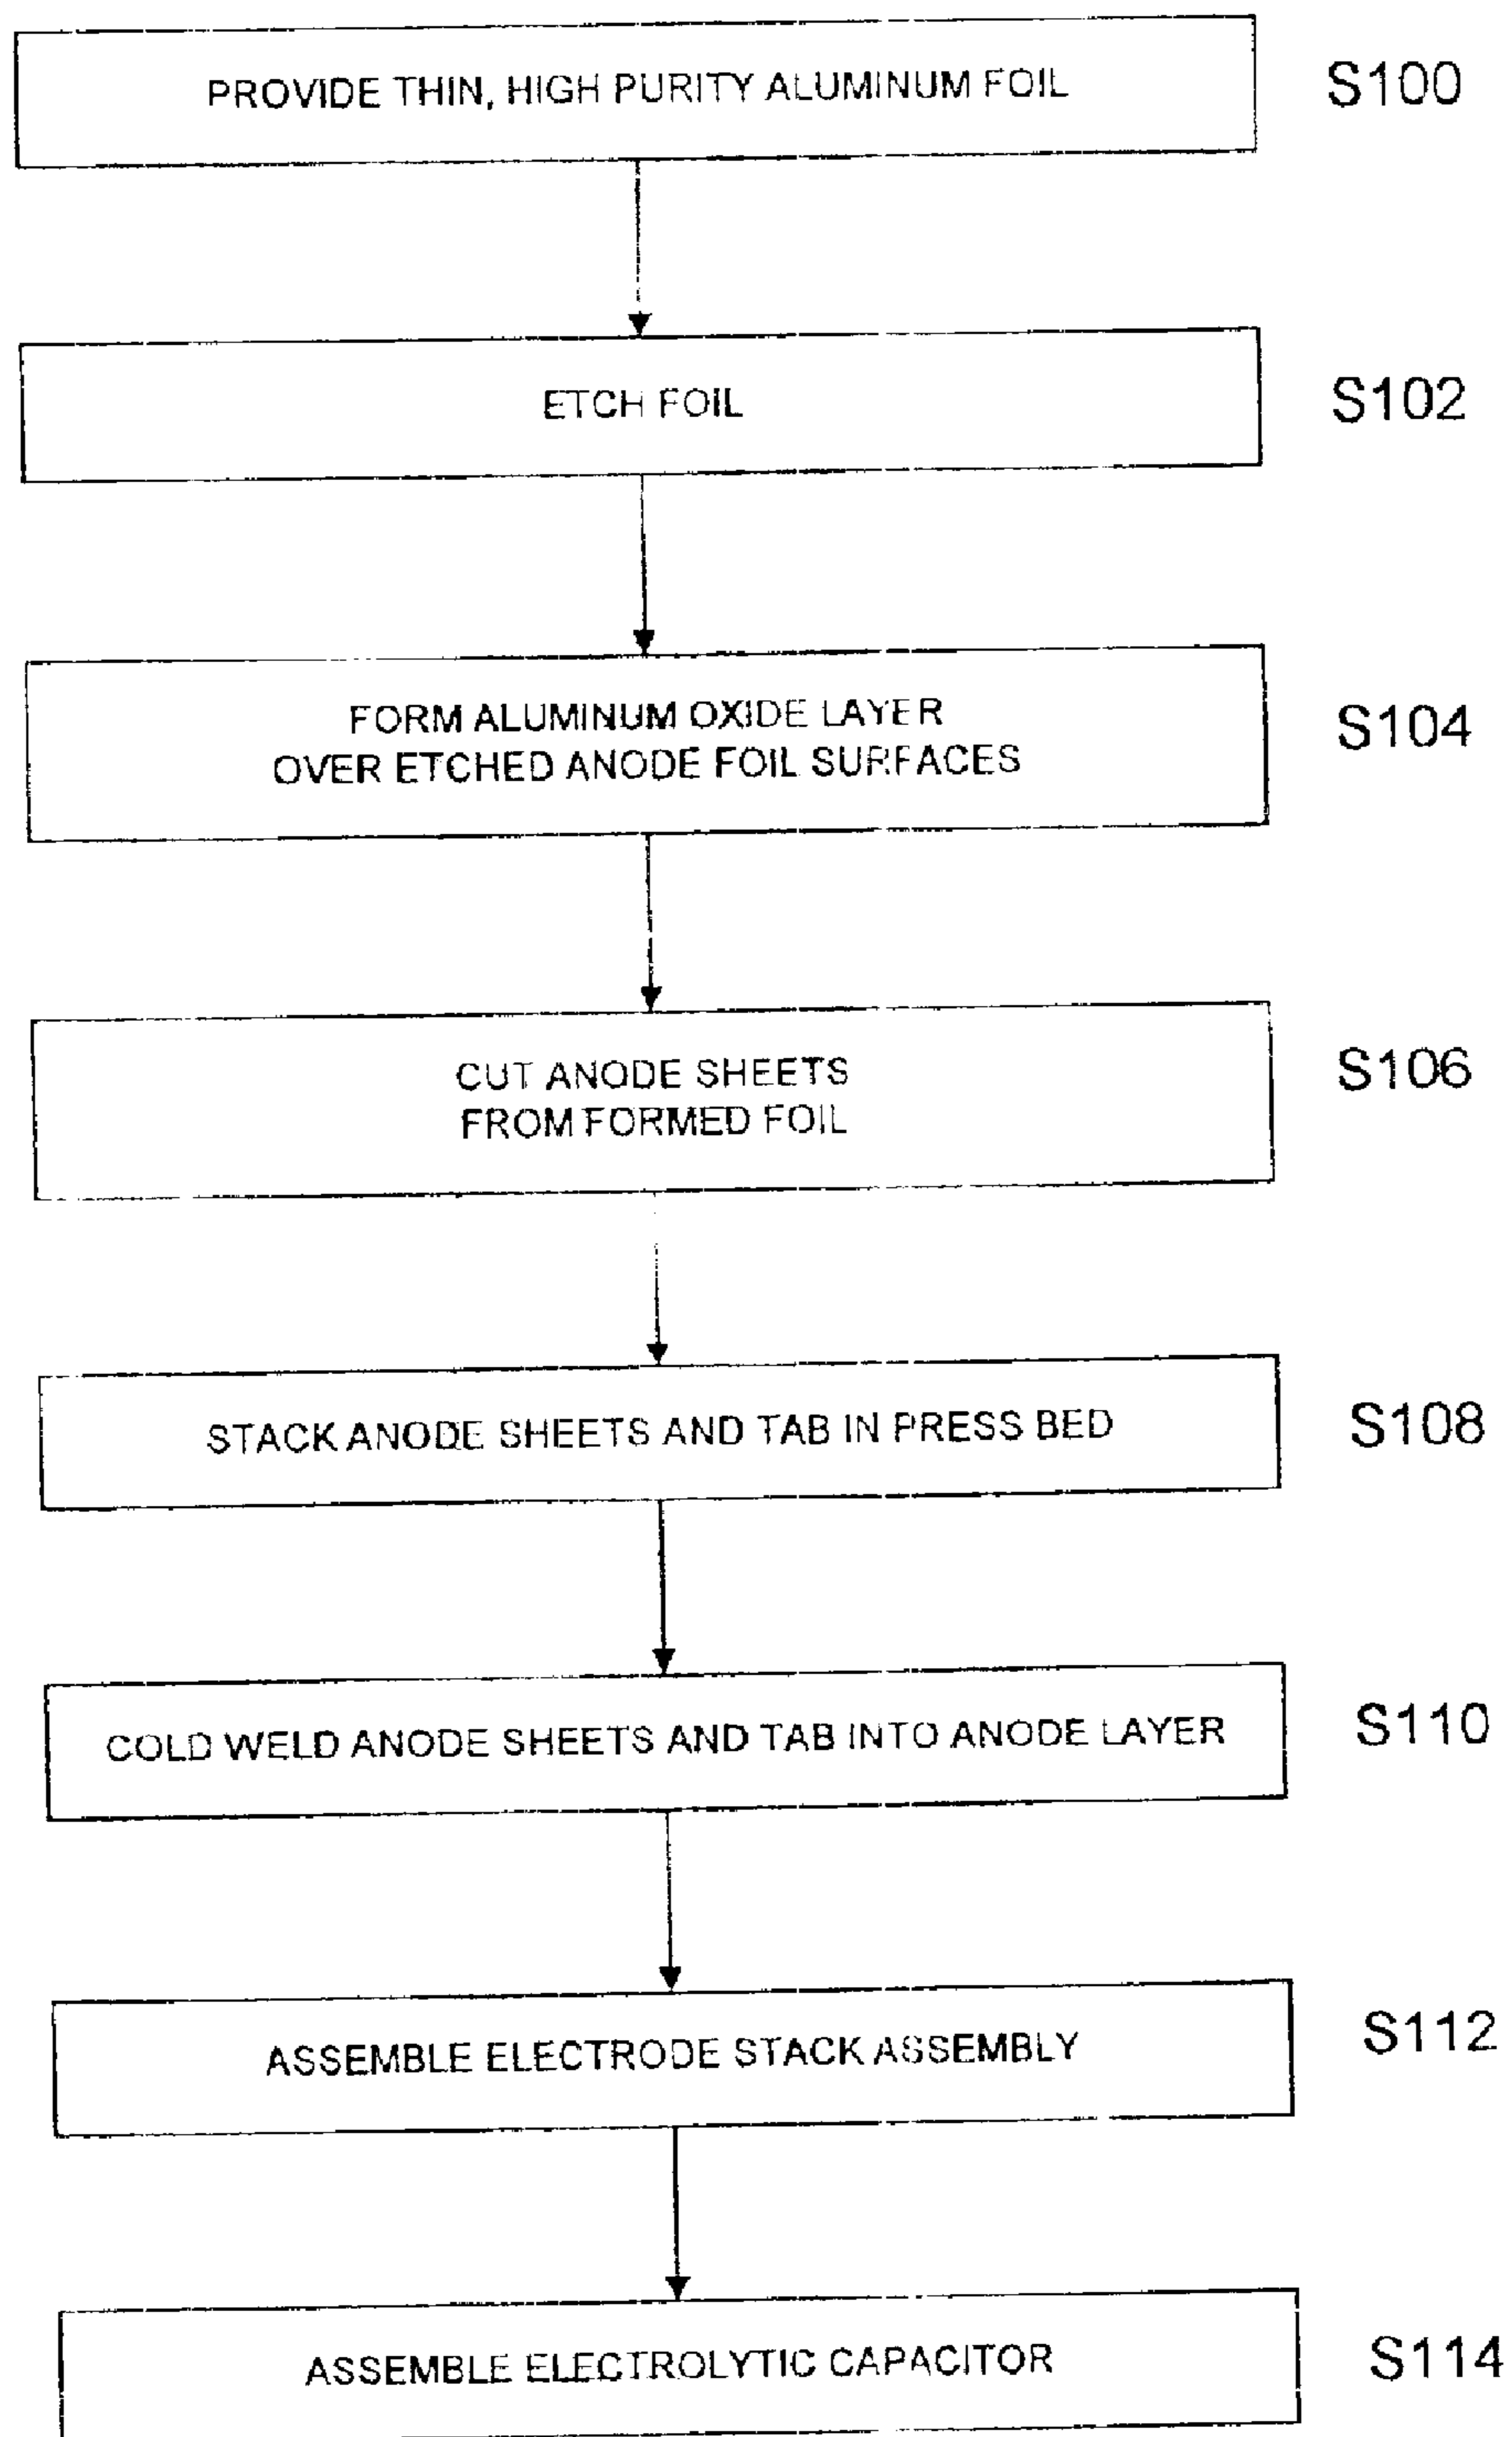 PROVIDE THIN, HIGH PURITY ALUMINUM FOIL S100
ETCH FOIL S102
FORM ALUMINUM OXIDE LAYER S104
OVER ETCHED ANODE FOIL SURFACES
CUT ANODE SHEETS S106
FROM FORMED FOIL
STACK ANODE SHEETS AND TAB IN PRESS BED S108
COLD WELD ANODE SHEETS AND TAB INTO ANODE LAYER S110
ASSEMBLE ELECTRODE STACK ASSEMBLY S112
ASSEMBLE ELECTROLYTIC CAPACITOR S114